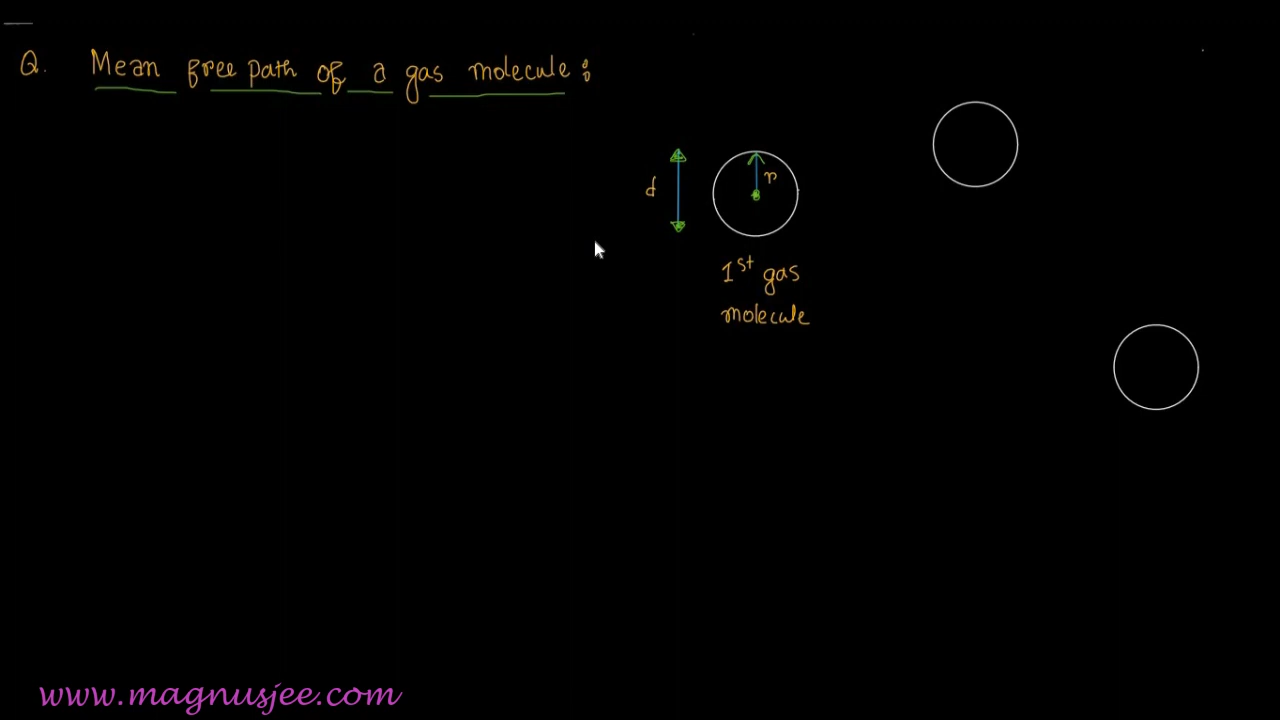 Q. Mean free path of a gas molecule :
d
r
1st gas
molecule
www.magnusjee.com